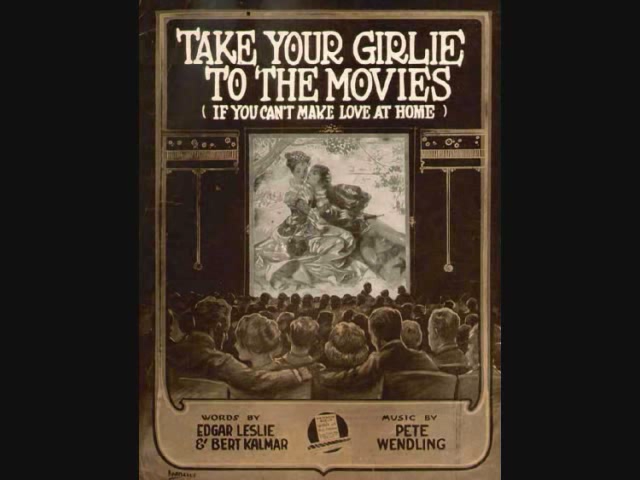 TAKE YOUR GIRLIE
TO THE MOVIES
( IF YOU CAN'T MAKE LOVE AT HOME )
WORDS BY
EDGAR LESLIE
& BERT KALMAR
MUSIC BY
PETE
WENDLING